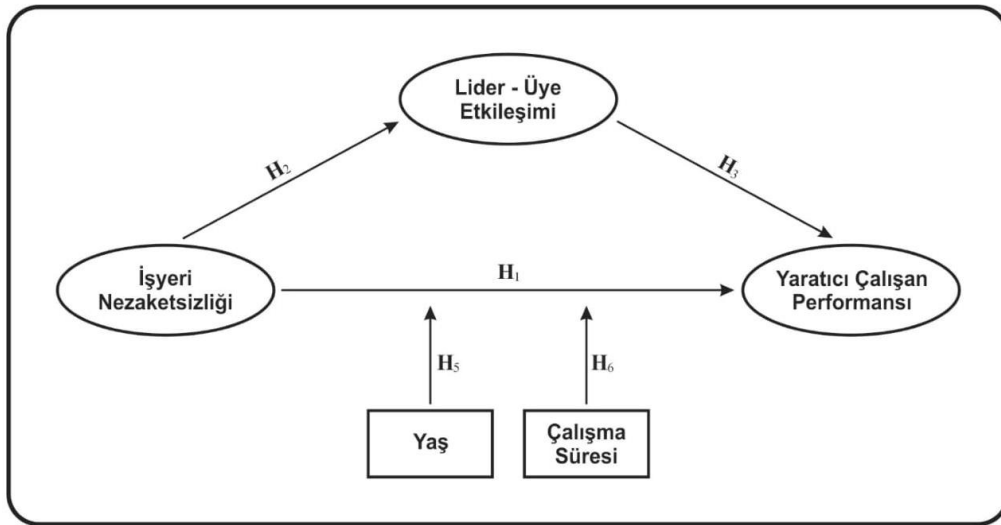 Lider - Üye
Etkileşimi
H₂
H₃
İşyeri
Nezaketsizliği
H₁
Yaratıcı Çalışan
Performansı
H₅
H₆
Yaş
Çalışma
Süresi